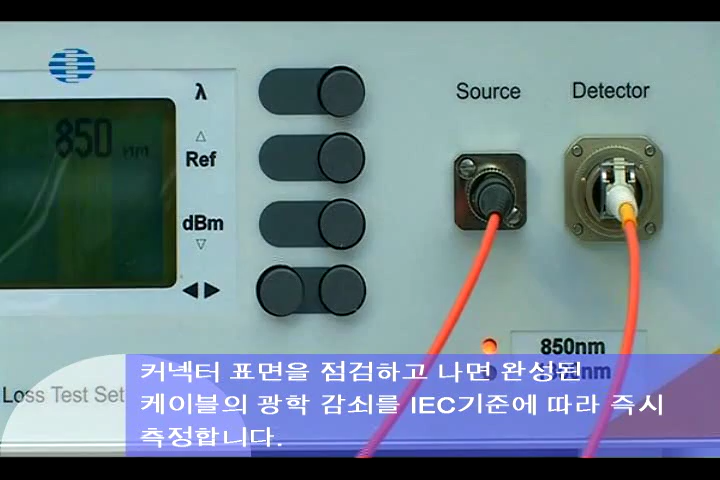 λ
Source
Detector
850 nm
△
Ref
dBm
▽
◀ ▶
850nm
Loss Test Set
커넥터 표면을 점검하고 나면 완성된
케이블의 광학 감쇠를 IEC기준에 따라 즉시
측정합니다.